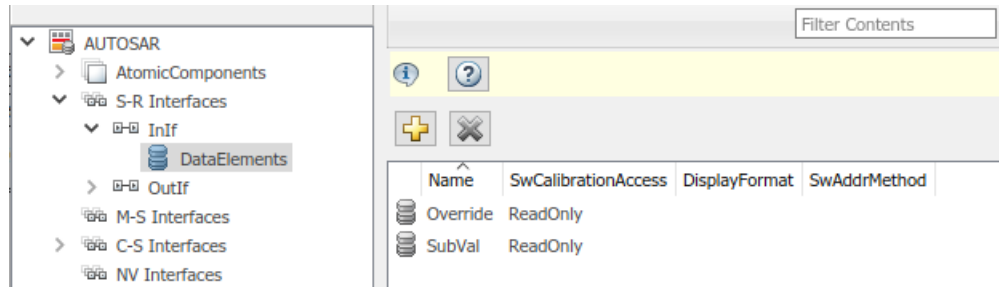 Filter Contents
AUTOSAR
AtomicComponents
S-R Interfaces
InIf
DataElements
OutIf
M-S Interfaces
C-S Interfaces
NV Interfaces
Name SwCalibrationAccess DisplayFormat SwAddrMethod
Override ReadOnly
SubVal ReadOnly